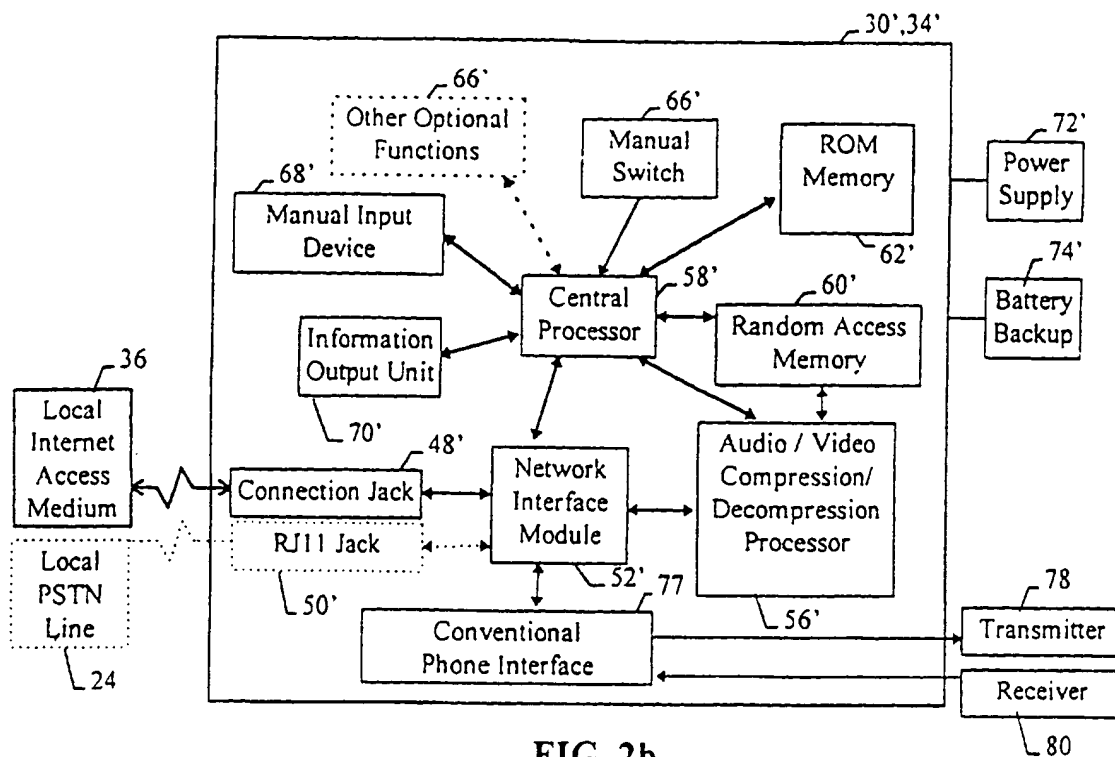 30',34'
66'
Other Optional
Functions
66'
Manual
Switch
ROM
Memory
62'
72'
Power
Supply
68'
Manual Input
Device
58'
Central
Processor
60'
Random Access
Memory
74'
Battery
Backup
Information
Output Unit
70'
36
Local
Internet
Access
Medium
48'
Connection Jack
RJ11 Jack
50'
Network
Interface
Module
52'
Audio / Video
Compression/
Decompression
Processor
56'
Local
PSTN
Line
24
77
Conventional
Phone Interface
78
Transmitter
Receiver
80
FIG. 2b